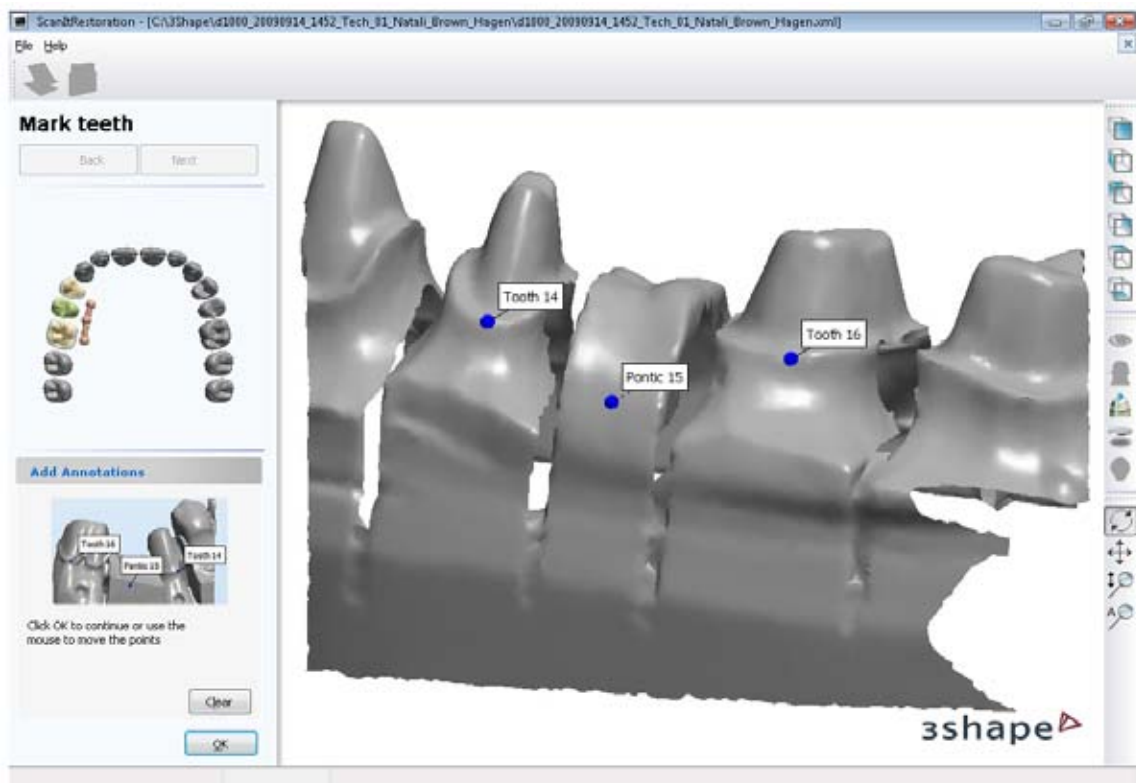 ScanItRestoration - [C:\3Shape\d1000_20090914_1452_Tech_01_Natali_Brown_Hagen\d1000_20090914_1452_Tech_01_Natali_Brown_Hagen.xml]
File Help
Mark teeth
Back Next
Tooth 14
Tooth 16
Pontic 15
Add Annotations
Tooth 16
Tooth 14
Pontic 15
Click OK to continue or use the
mouse to move the points
Clear
OK
3shape